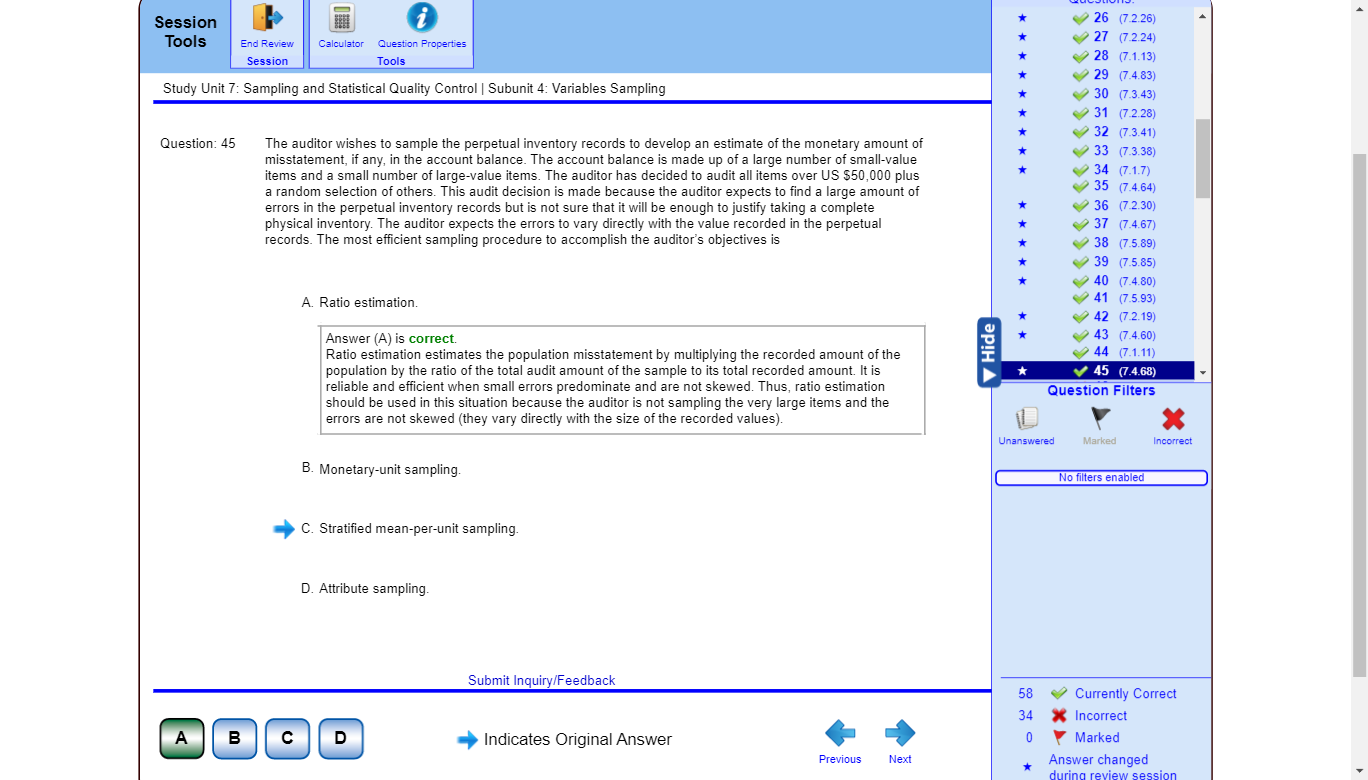 Session
Tools
End Review
Session
Calculator
Question Properties
Tools
Study Unit 7: Sampling and Statistical Quality Control | Subunit 4: Variables Sampling
Question: 45
The auditor wishes to sample the perpetual inventory records to develop an estimate of the monetary amount of
misstatement, if any, in the account balance. The account balance is made up of a large number of small-value
items and a small number of large-value items. The auditor has decided to audit all items over US $50,000 plus
a random selection of others. This audit decision is made because the auditor expects to find a large amount of
errors in the perpetual inventory records but is not sure that it will be enough to justify taking a complete
physical inventory. The auditor expects the errors to vary directly with the value recorded in the perpetual
records. The most efficient sampling procedure to accomplish the auditor's objectives is
A. Ratio estimation.
Answer (A) is correct.
Ratio estimation estimates the population misstatement by multiplying the recorded amount of the
population by the ratio of the total audit amount of the sample to its total recorded amount. It is
reliable and efficient when small errors predominate and are not skewed. Thus, ratio estimation
should be used in this situation because the auditor is not sampling the very large items and the
errors are not skewed (they vary directly with the size of the recorded values).
B. Monetary-unit sampling.
C. Stratified mean-per-unit sampling.
D. Attribute sampling.
Submit Inquiry/Feedback
A B C D
Indicates Original Answer
Previous
Next
Questions:
26 (7.2.26)
27 (7.2.24)
28 (7.1.13)
29 (7.4.83)
30 (7.3.43)
31 (7.2.28)
32 (7.3.41)
33 (7.3.38)
34 (7.1.7)
35 (7.4.64)
36 (7.2.30)
37 (7.4.67)
38 (7.5.89)
39 (7.5.85)
40 (7.4.80)
41 (7.5.93)
42 (7.2.19)
43 (7.4.60)
44 (7.1.11)
45 (7.4.68)
Hide
Question Filters
Unanswered
Marked
Incorrect
No filters enabled
58 Currently Correct
34 Incorrect
0 Marked
Answer changed
during review session